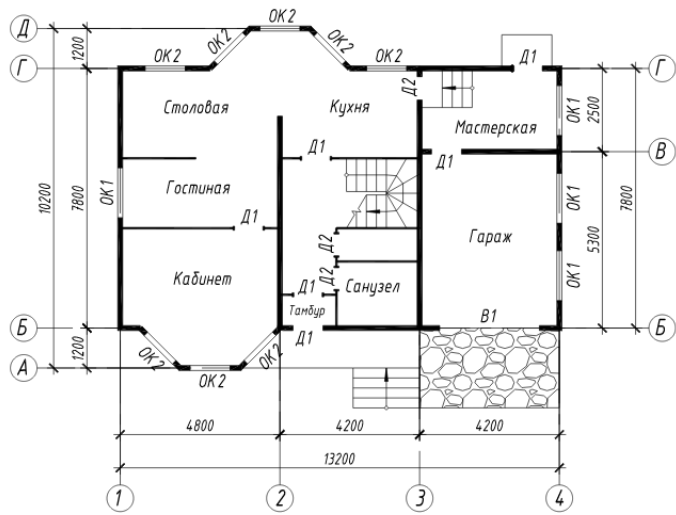 Д
ОК2
1200
ОК2
ОК2
Г
ОК2
ОК2
Д1
Г
Д2
Столовая
Кухня
ОК1
2500
Мастерская
Д1
Д1
В
10200
7800
ОК1
Гостиная
ОК1
7800
Д1
Гараж
5300
Д2
Кабинет
Д2
Санузел
ОК1
Д1
Тамбур
В1
Б
Д1
Б
1200
ОК2
ОК2
А
ОК2
4800
4200
4200
13200
1
2
3
4